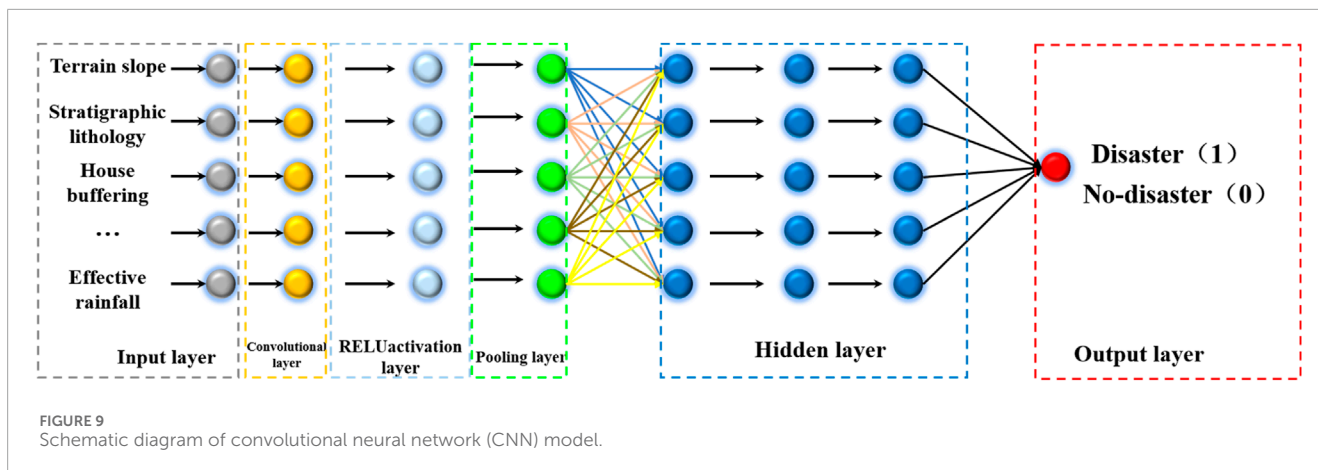 Terrain slope
Stratigraphic
lithology
House
buffering
...
Effective
rainfall
Input layer
Convolutional
layer
RELUactivation
layer
Pooling layer
Hidden layer
Disaster（1）
No-disaster（0）
Output layer
FIGURE 9
Schematic diagram of convolutional neural network (CNN) model.